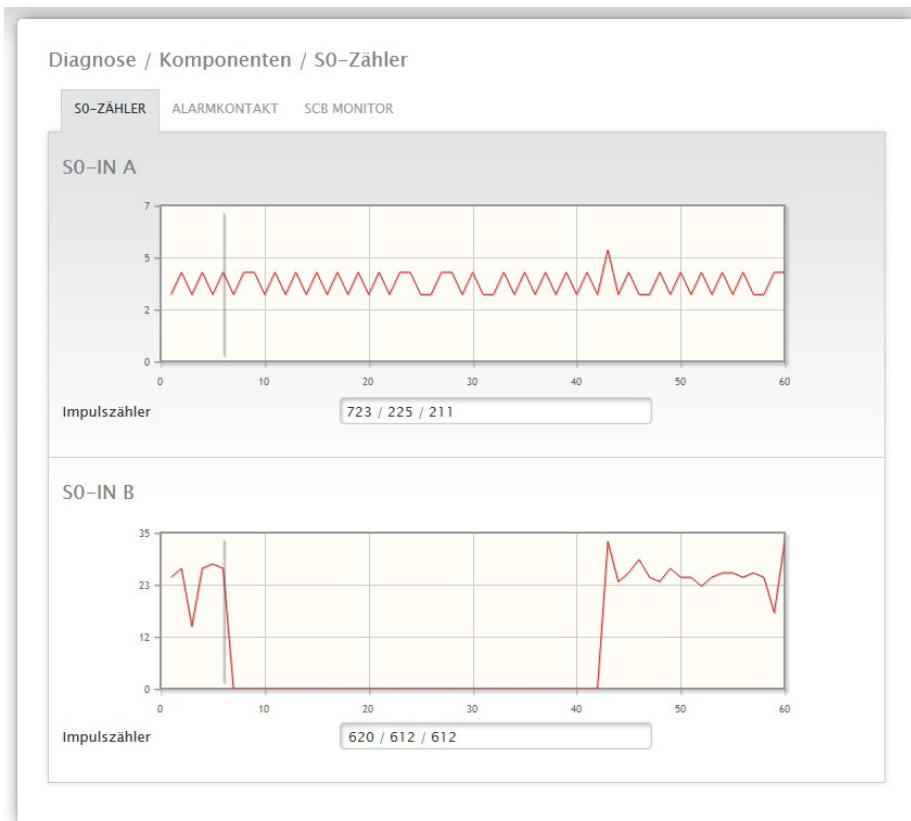 Diagnose / Komponenten / S0-Zähler
S0-ZÄHLER ALARMKONTAKT SCB MONITOR
S0-IN A
7
5
2
0
0 10 20 30 40 50 60
Impulszähler 723 / 225 / 211
S0-IN B
35
23
12
0
0 10 20 30 40 50 60
Impulszähler 620 / 612 / 612